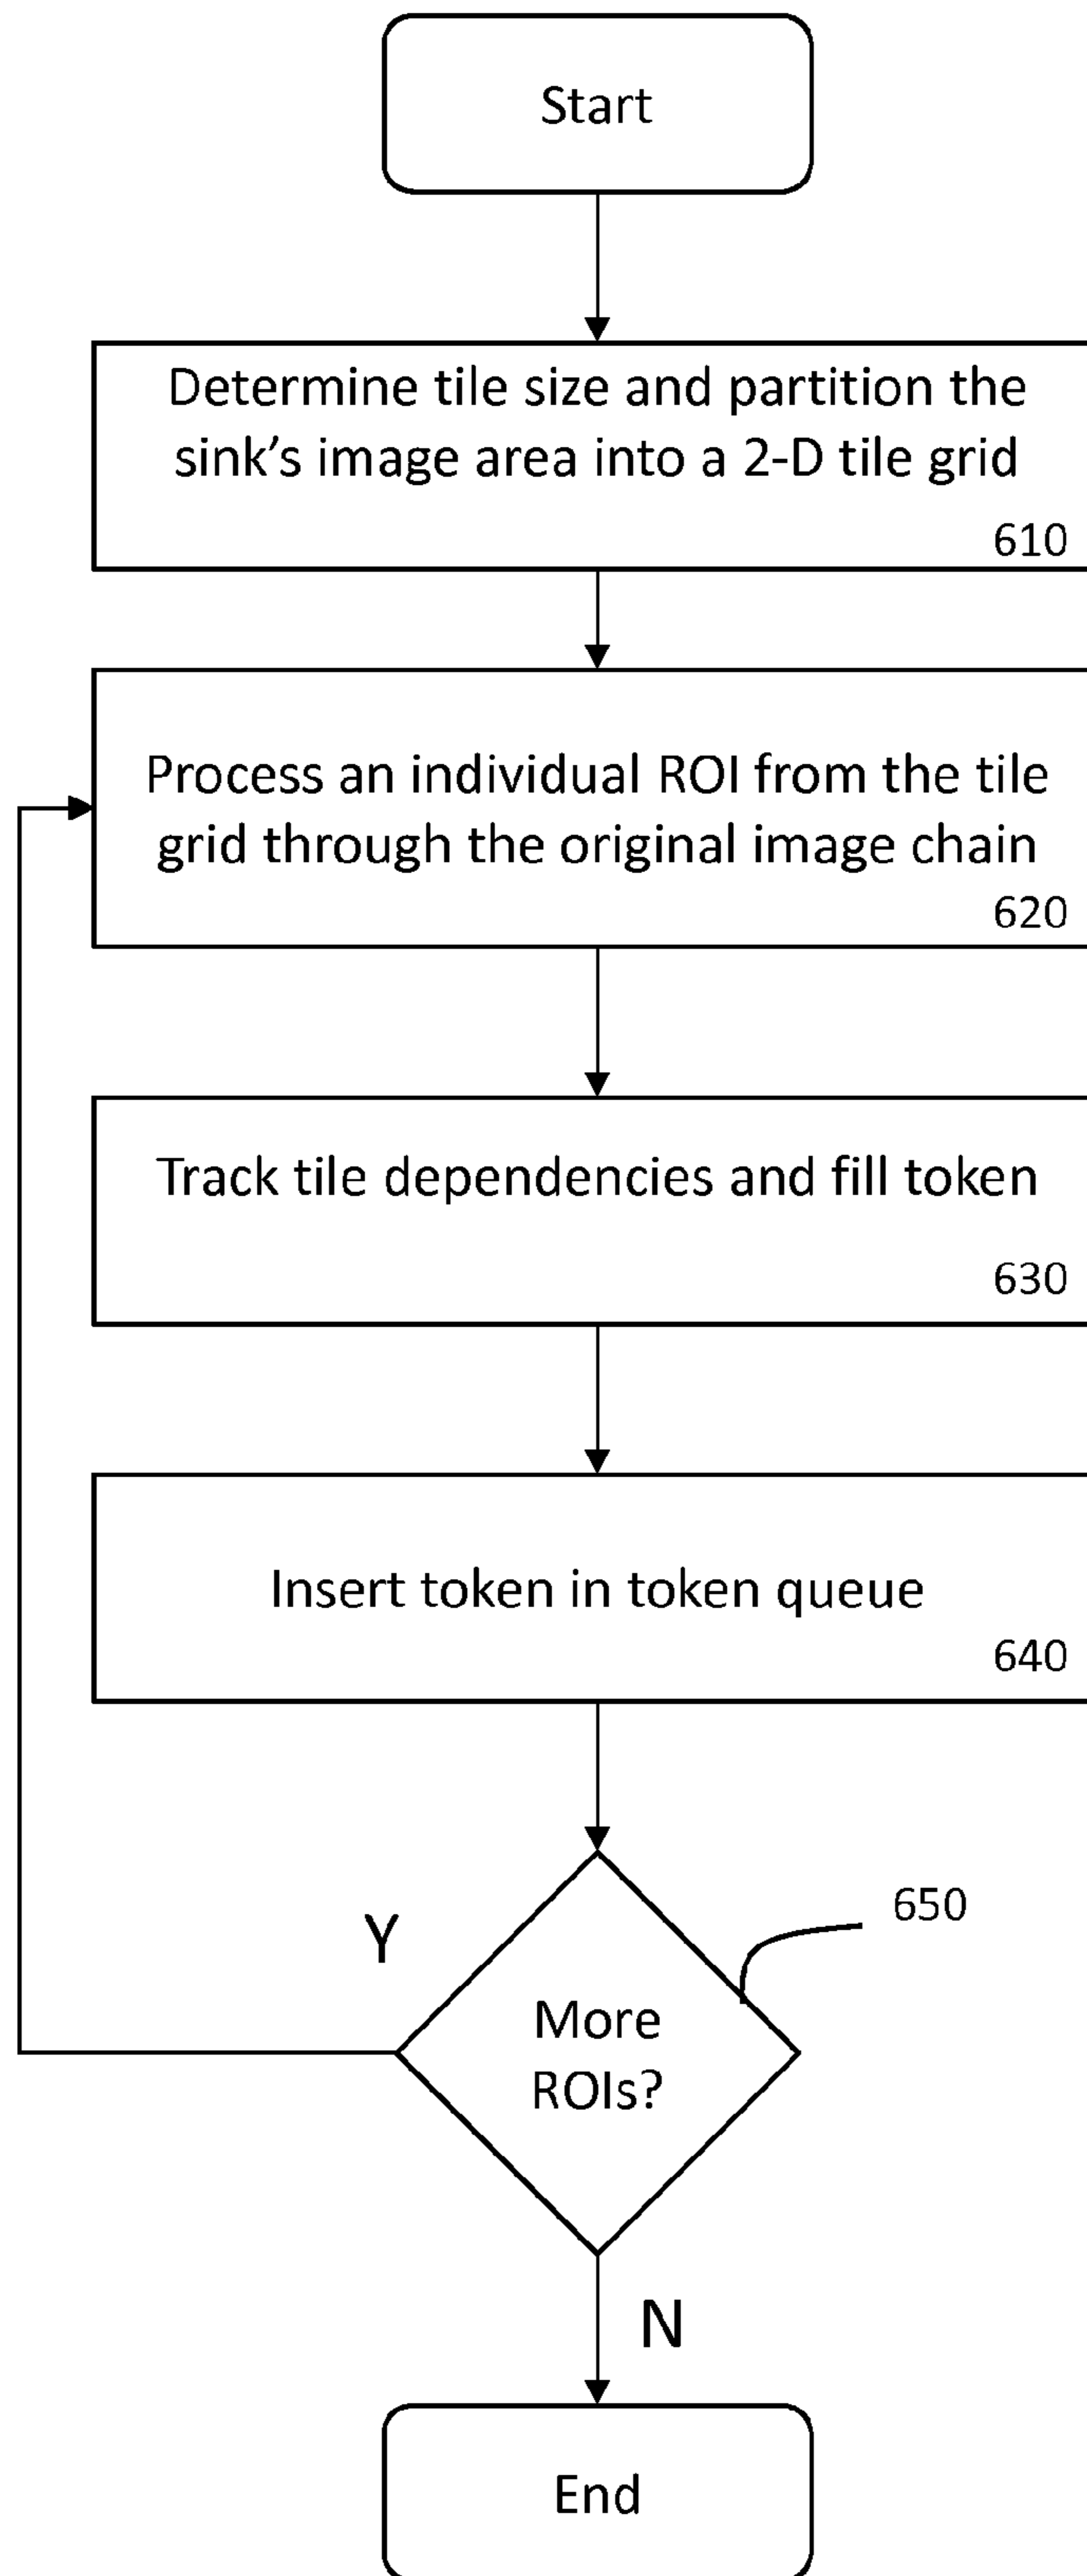 Start
Determine tile size and partition the
sink's image area into a 2-D tile grid
610
Process an individual ROI from the tile
grid through the original image chain
620
Track tile dependencies and fill token
630
Insert token in token queue
640
650
Y
More
ROIs?
N
End